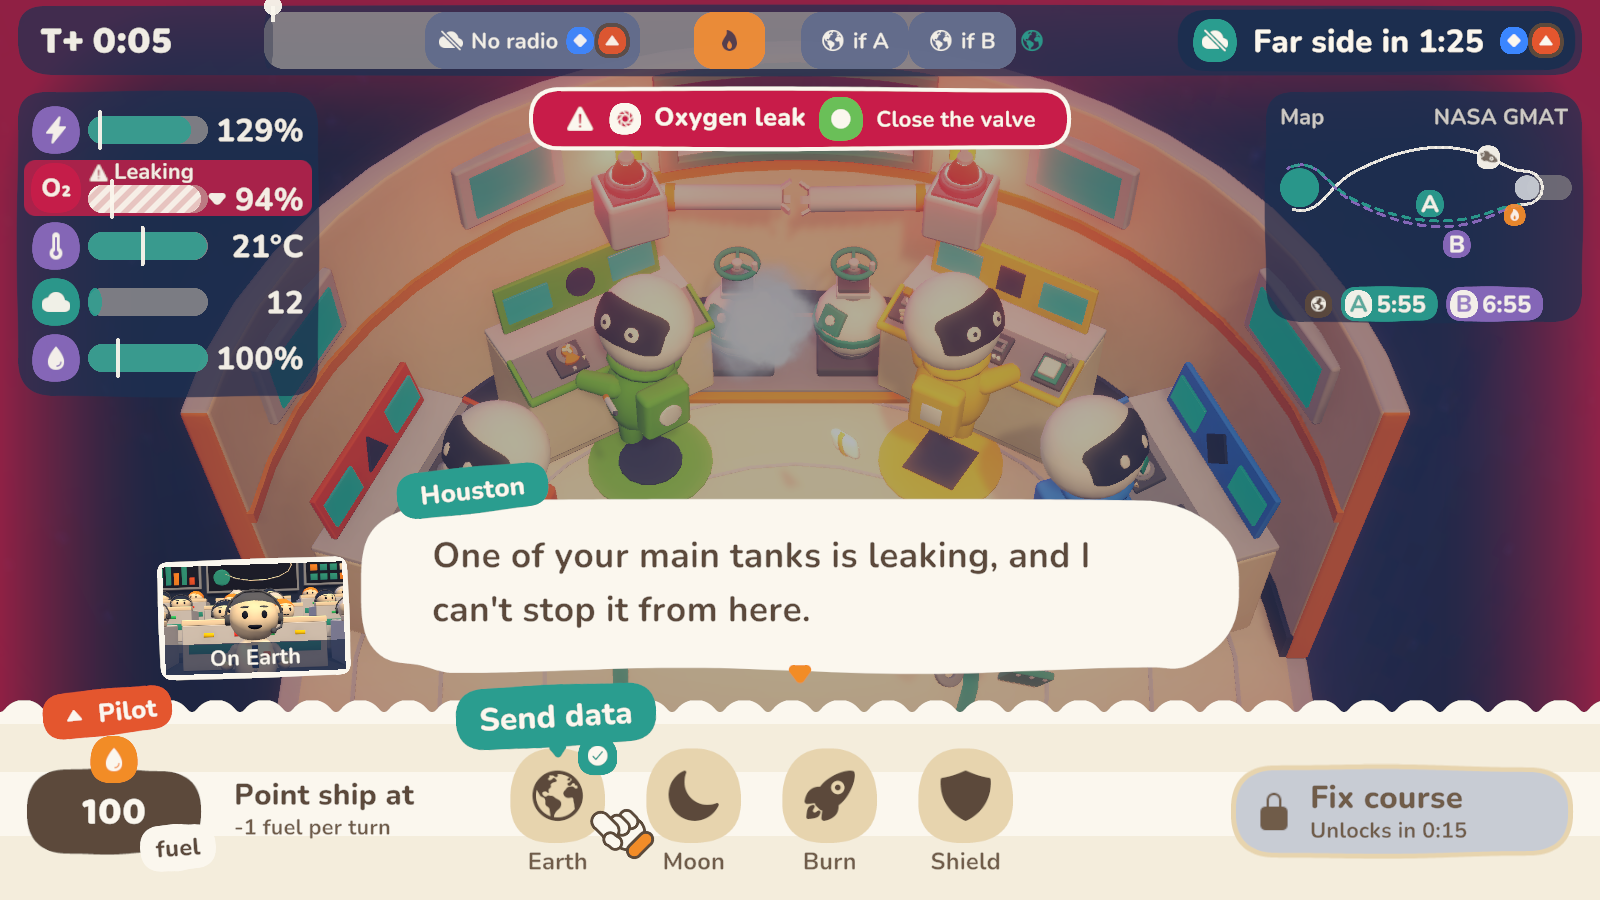 T+ 0:05
No radio
if A
if B
Far side in 1:25
Oxygen leak
Close the valve
129%
O₂
Leaking
94%
21°C
12
100%
Map
NASA GMAT
A
B
A 5:55
B 6:55
Houston
One of your main tanks is leaking, and I
can't stop it from here.
On Earth
Pilot
100
fuel
Point ship at
-1 fuel per turn
Send data
Earth
Moon
Burn
Shield
Fix course
Unlocks in 0:15